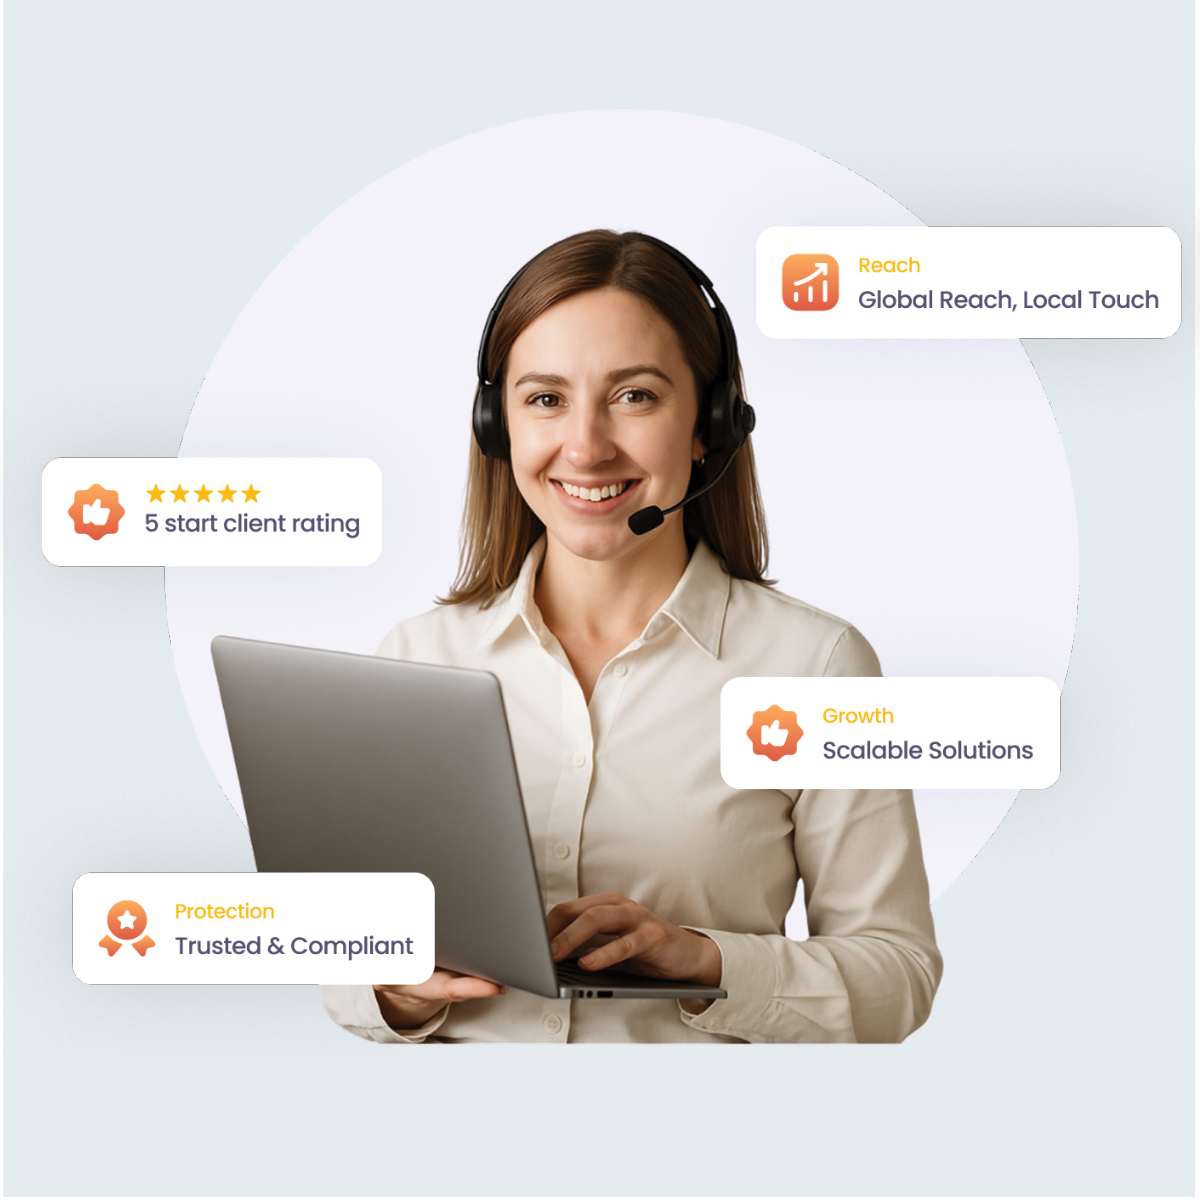 Reach
Global Reach, Local Touch
5 start client rating
Growth
Scalable Solutions
Protection
Trusted & Compliant